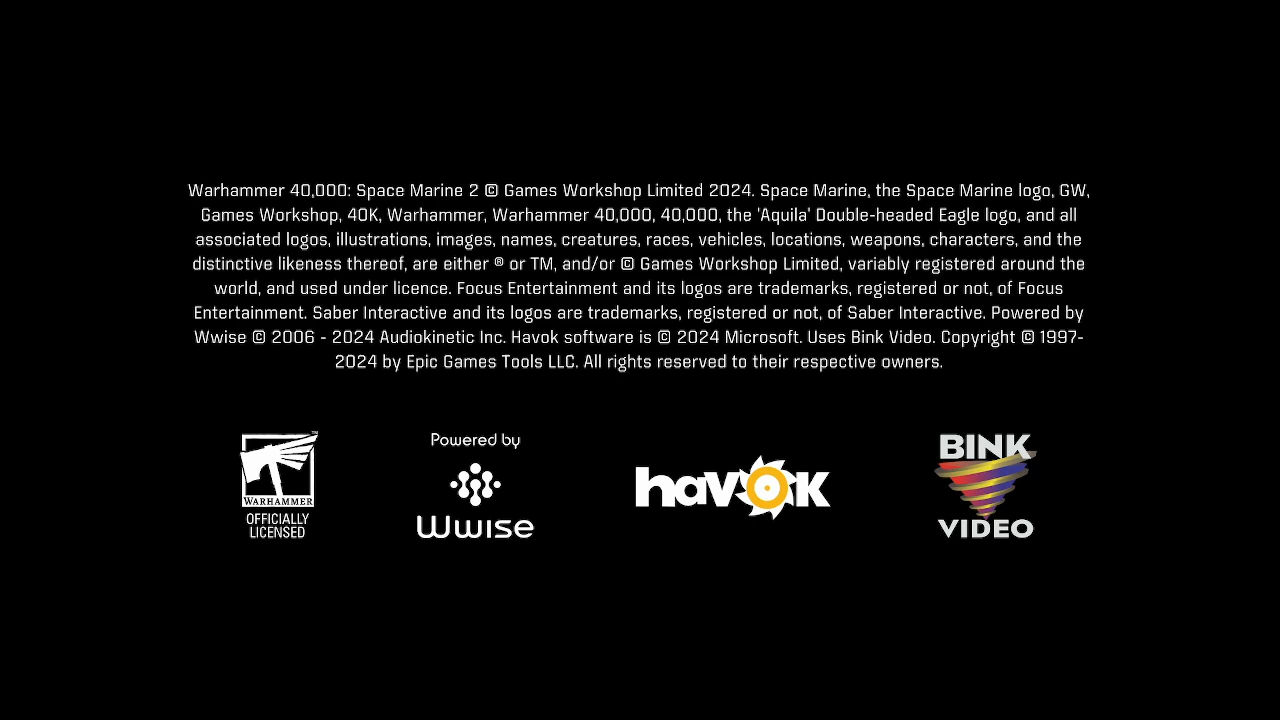 Warhammer 40,000: Space Marine 2 © Games Workshop Limited 2024. Space Marine, the Space Marine logo, GW,
Games Workshop, 40K, Warhammer, Warhammer 40,000, 40,000, the 'Aquila' Double-headed Eagle logo, and all
associated logos, illustrations, images, names, creatures, races, vehicles, locations, weapons, characters, and the
distinctive likeness thereof, are either ® or TM, and/or © Games Workshop Limited, variably registered around the
world, and used under licence. Focus Entertainment and its logos are trademarks, registered or not, of Focus
Entertainment. Saber Interactive and its logos are trademarks, registered or not, of Saber Interactive. Powered by
Wwise © 2006 - 2024 Audiokinetic Inc. Havok software is © 2024 Microsoft. Uses Bink Video. Copyright © 1997-
2024 by Epic Games Tools LLC. All rights reserved to their respective owners.
™
WARHAMMER
OFFICIALLY
LICENSED
Powered by
Wwise
havok
BINK
VIDEO